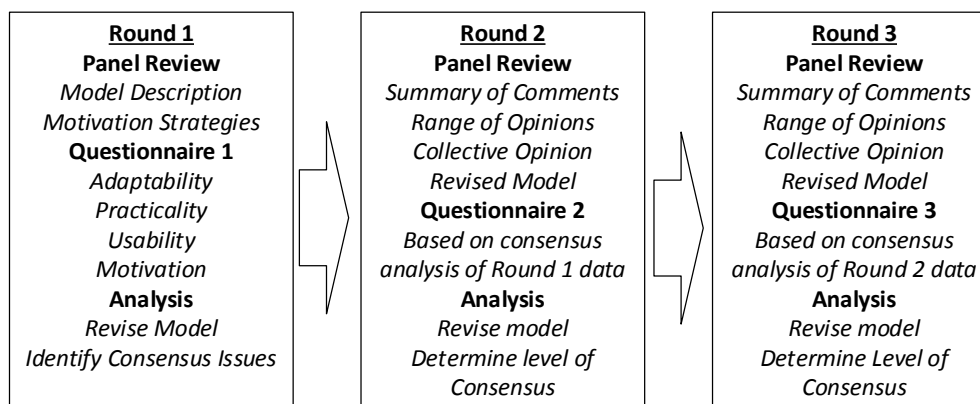 Round 1
Panel Review
Model Description
Motivation Strategies
Questionnaire 1
Adaptability
Practicality
Usability
Motivation
Analysis
Revise Model
Identify Consensus Issues
Round 2
Panel Review
Summary of Comments
Range of Opinions
Collective Opinion
Revised Model
Questionnaire 2
Based on consensus
analysis of Round 1 data
Analysis
Revise model
Determine level of
Consensus
Round 3
Panel Review
Summary of Comments
Range of Opinions
Collective Opinion
Revised Model
Questionnaire 3
Based on consensus
analysis of Round 2 data
Analysis
Revise model
Determine Level of
Consensus